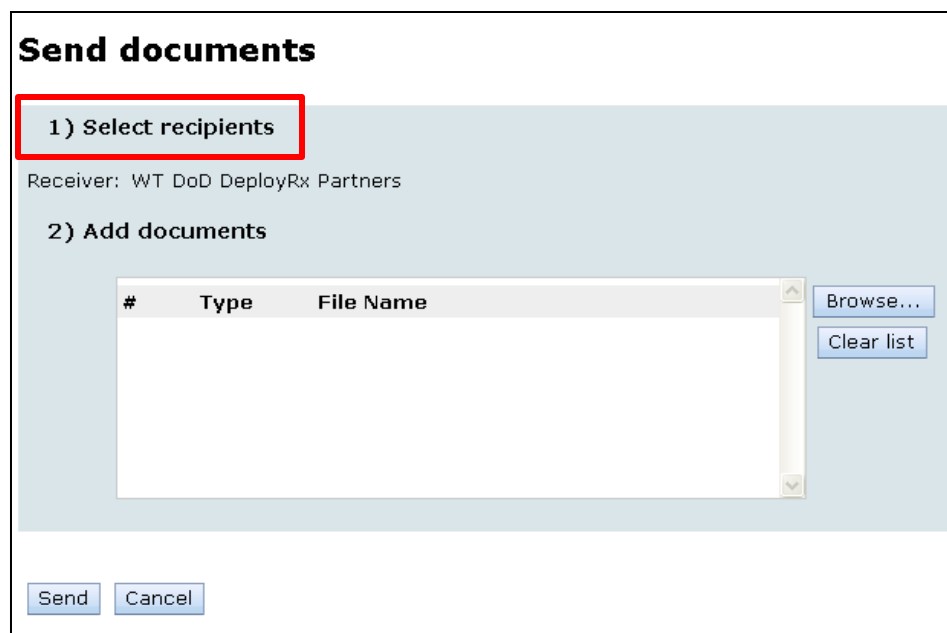 Send documents
1) Select recipients
Receiver: WT DoD DeployRx Partners
2) Add documents
# Type File Name
Browse...
Clear list
Send Cancel